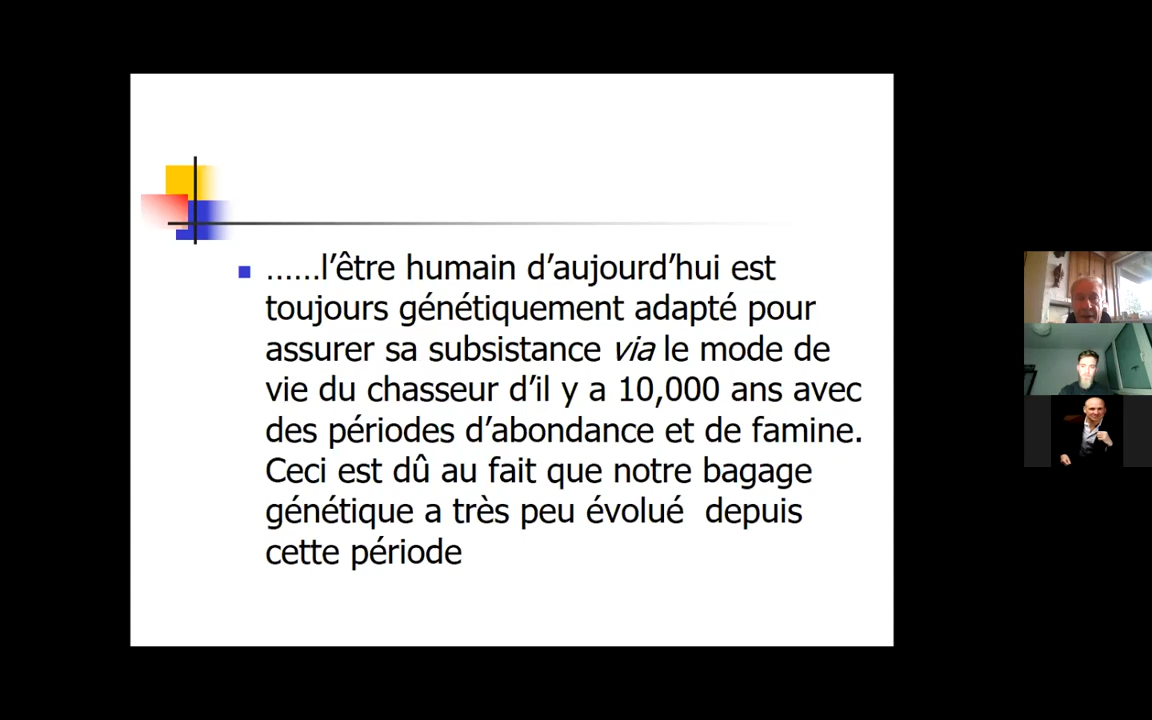 ……l’être humain d’aujourd’hui est
toujours génétiquement adapté pour
assurer sa subsistance via le mode de
vie du chasseur d’il y a 10,000 ans avec
des périodes d’abondance et de famine.
Ceci est dû au fait que notre bagage
génétique a très peu évolué  depuis
cette période